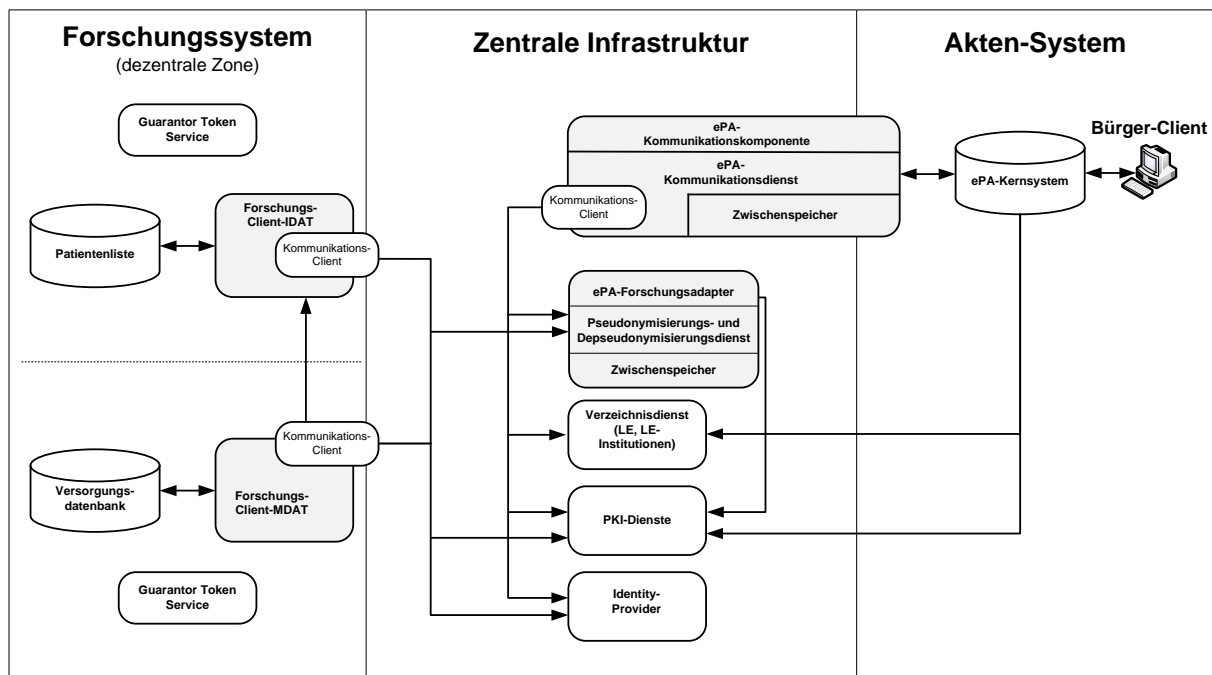 Forschungssystem
(dezentrale Zone)
Guarantor Token
Service
Patientenliste
Forschungs-
Client-IDAT
Kommunikations-
Client
Kommunikations-
Client
Versorgungs-
datenbank
Forschungs-
Client-MDAT
Guarantor Token
Service
Zentrale Infrastruktur
ePA-
Kommunikationskomponente
ePA-
Kommunikationsdienst
Kommunikations-
Client
Zwischenspeicher
ePA-Forschungsadapter
Pseudonymisierungs- und
Depseudonymisierungsdienst
Zwischenspeicher
Verzeichnisdienst
(LE, LE-
Institutionen)
PKI-Dienste
Identity-
Provider
Akten-System
ePA-Kernsystem
Bürger-Client